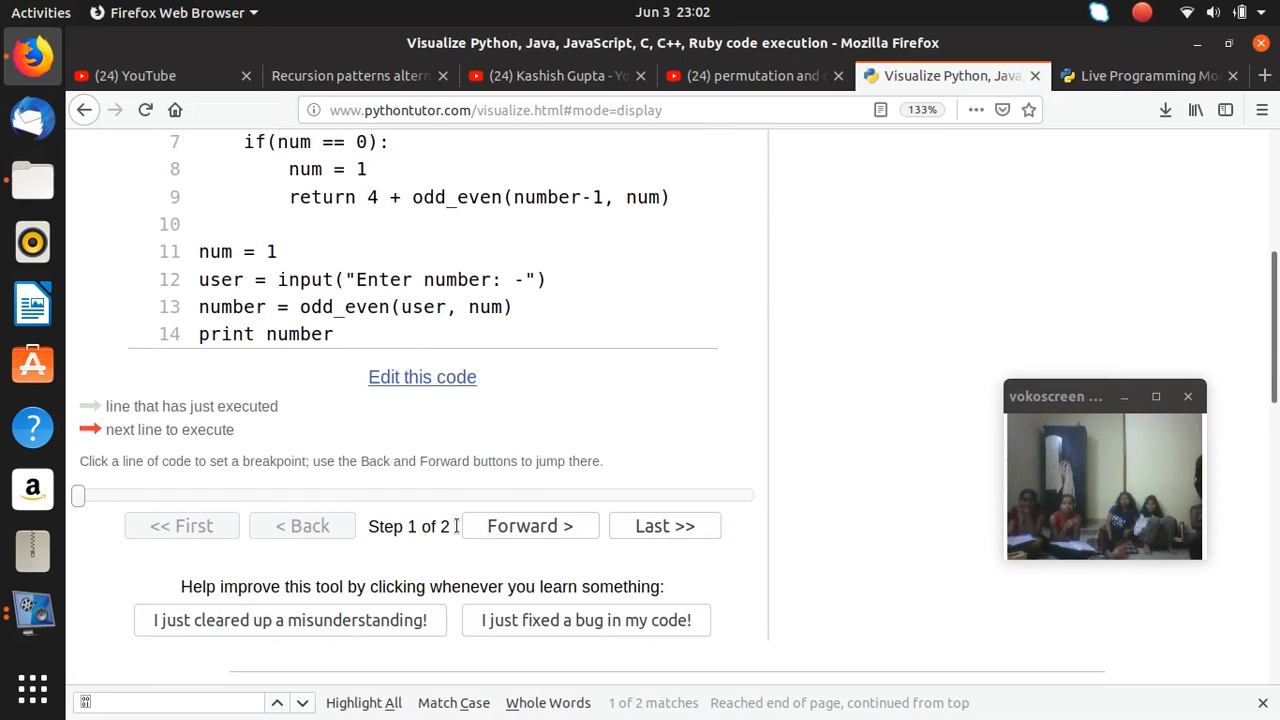 Activities
Firefox Web Browser
Jun 3 23:02
Visualize Python, Java, JavaScript, C, C++, Ruby code execution - Mozilla Firefox
(24) YouTube
Recursion patterns altern
(24) Kashish Gupta - Yo
(24) permutation and c
Visualize Python, Java,
Live Programming Mo
www.pythontutor.com/visualize.html#mode=display
133%
7 if(num == 0):
8 num = 1
9 return 4 + odd_even(number-1, num)
10
11 num = 1
12 user = input("Enter number: -")
13 number = odd_even(user, num)
14 print number
Edit this code
line that has just executed
next line to execute
Click a line of code to set a breakpoint; use the Back and Forward buttons to jump there.
<< First
< Back
Step 1 of 2
Forward >
Last >>
Help improve this tool by clicking whenever you learn something:
I just cleared up a misunderstanding!
I just fixed a bug in my code!
vokoscreen ...
Highlight All
Match Case
Whole Words
1 of 2 matches
Reached end of page, continued from top